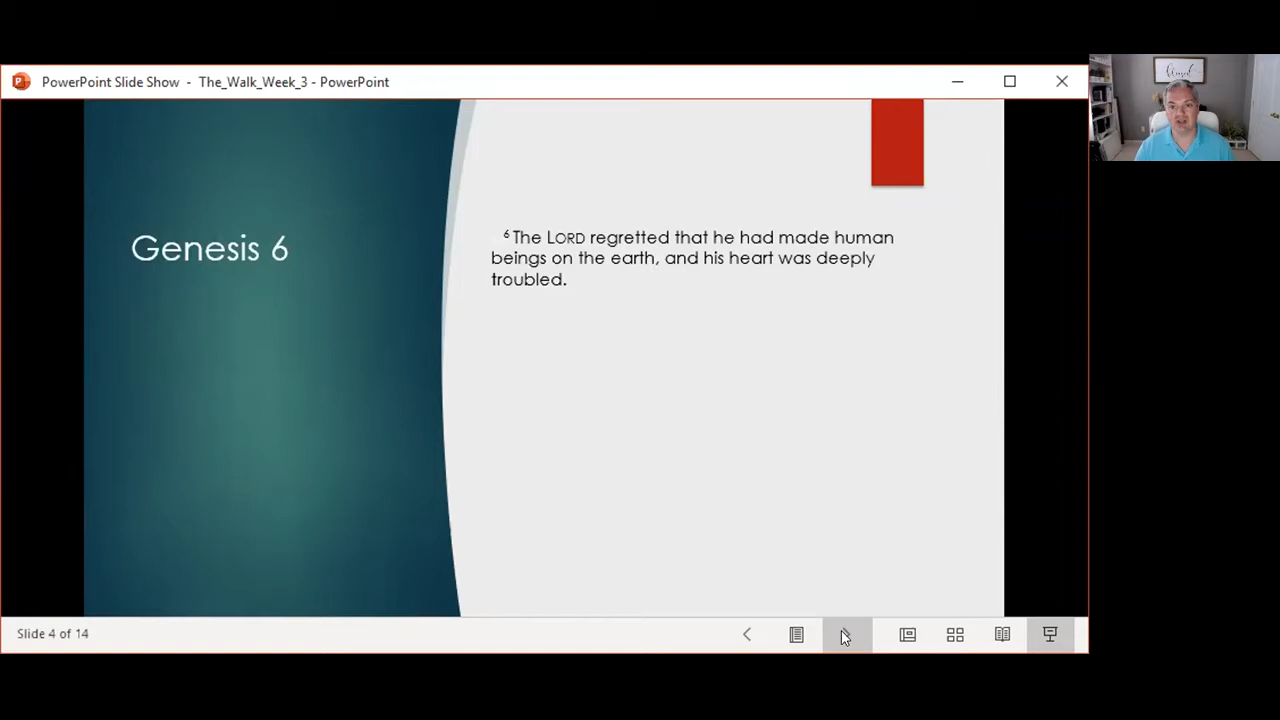 PowerPoint Slide Show - The_Walk_Week_3 - PowerPoint
Genesis 6
6 The LORD regretted that he had made human
beings on the earth, and his heart was deeply
troubled.
Slide 4 of 14